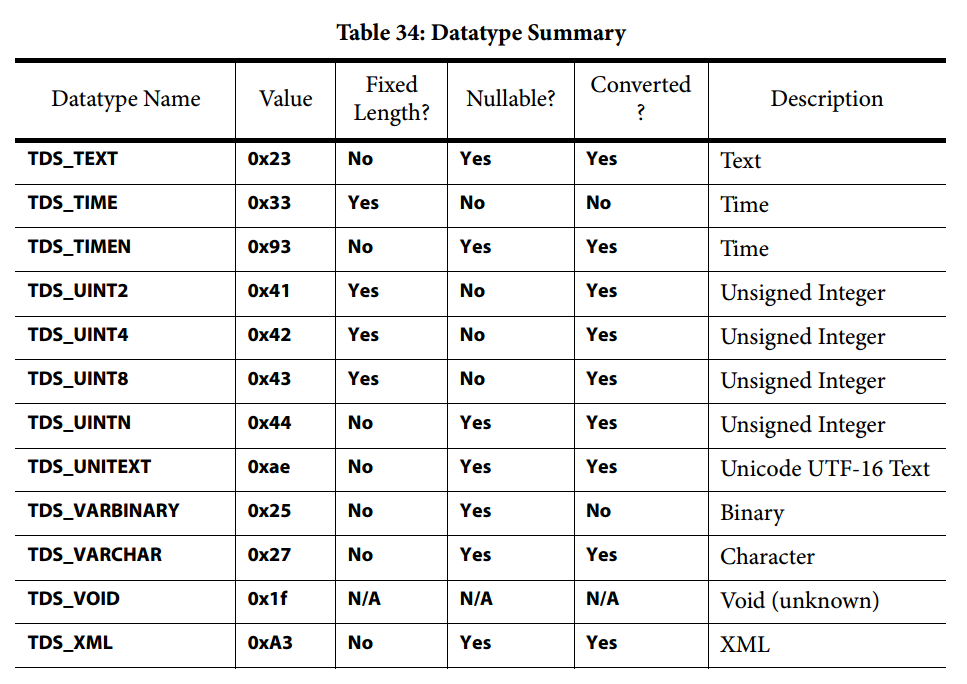 Table 34: Datatype Summary
Datatype Name Value Fixed Length? Nullable? Converted ? Description
TDS_TEXT 0x23 No Yes Yes Text
TDS_TIME 0x33 Yes No No Time
TDS_TIMEN 0x93 No Yes Yes Time
TDS_UINT2 0x41 Yes No Yes Unsigned Integer
TDS_UINT4 0x42 Yes No Yes Unsigned Integer
TDS_UINT8 0x43 Yes No Yes Unsigned Integer
TDS_UINTN 0x44 No Yes Yes Unsigned Integer
TDS_UNITEXT 0xae No Yes Yes Unicode UTF-16 Text
TDS_VARBINARY 0x25 No Yes No Binary
TDS_VARCHAR 0x27 No Yes Yes Character
TDS_VOID 0x1f N/A N/A N/A Void (unknown)
TDS_XML 0xA3 No Yes Yes XML